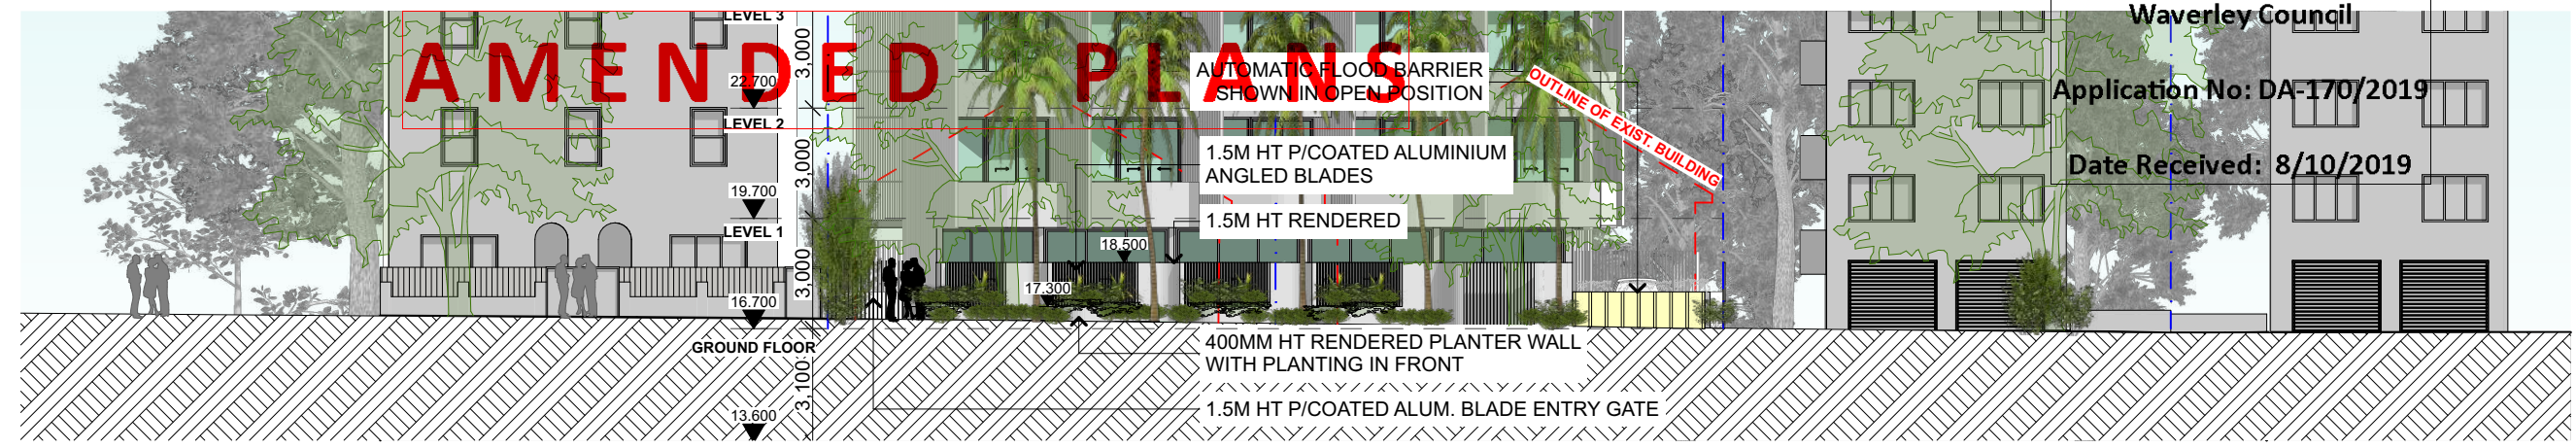 LEVEL 3
Waverley Council
AMENDED PLANS
3,000
AUTOMATIC FLOOD BARRIER
SHOWN IN OPEN POSITION
OUTLINE OF EXIST. BUILDING
22.700
Application No: DA-170/2019
LEVEL 2
1.5M HT P/COATED ALUMINIUM
ANGLED BLADES
3,000
Date Received: 8/10/2019
19.700
1.5M HT RENDERED
LEVEL 1
18.500
3,000
17.300
16.700
GROUND FLOOR
400MM HT RENDERED PLANTER WALL
WITH PLANTING IN FRONT
3,100
13.600
1.5M HT P/COATED ALUM. BLADE ENTRY GATE